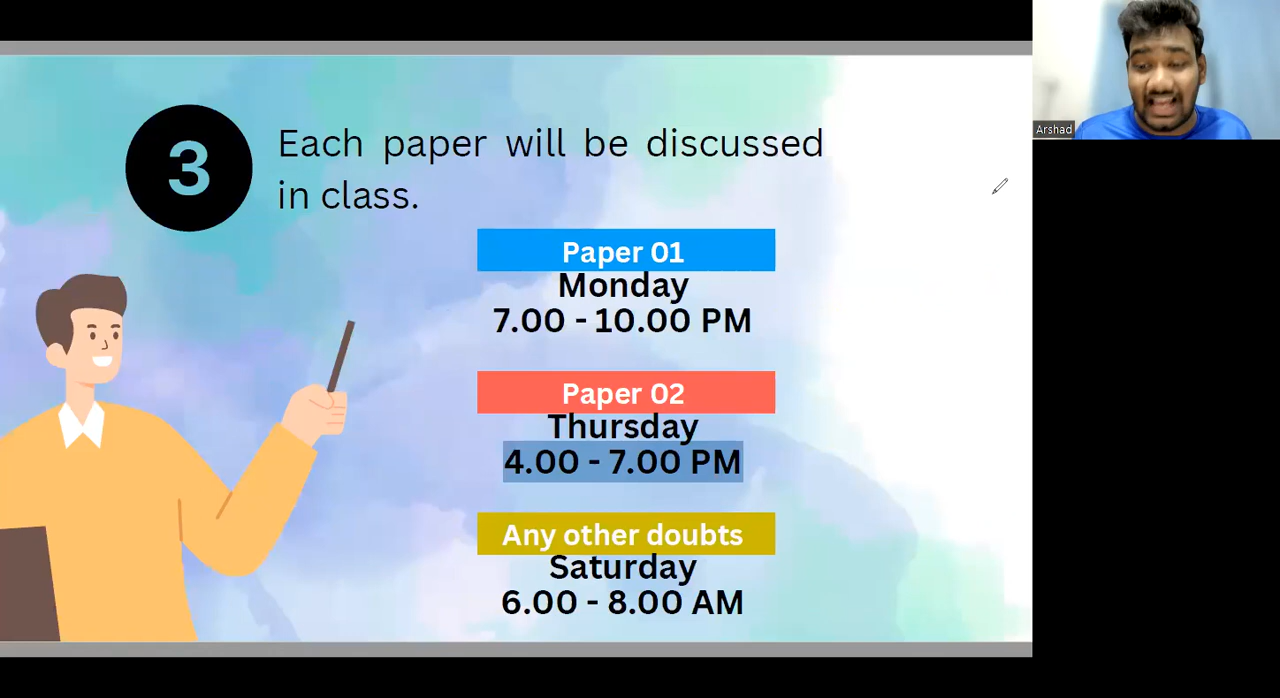 3
Each paper will be discussed
in class.
Paper 01
Monday
7.00 - 10.00 PM
Paper 02
Thursday
4.00 - 7.00 PM
Any other doubts
Saturday
6.00 - 8.00 AM
Arshad